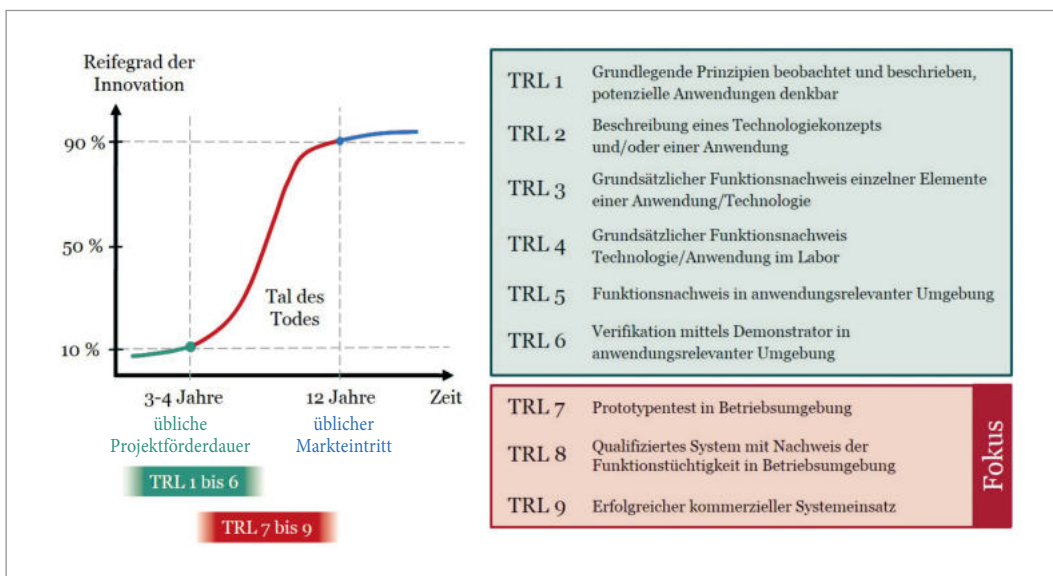 Reifegrad der
Innovation
90 %
50 %
10 %
Tal des
Todes
3-4 Jahre
12 Jahre
Zeit
übliche
Projektförderdauer
üblicher
Markteintritt
TRL 1 bis 6
TRL 7 bis 9
TRL 1
Grundlegende Prinzipien beobachtet und beschrieben,
potenzielle Anwendungen denkbar
TRL 2
Beschreibung eines Technologiekonzepts
und/oder einer Anwendung
TRL 3
Grundsätzlicher Funktionsnachweis einzelner Elemente
einer Anwendung/Technologie
TRL 4
Grundsätzlicher Funktionsnachweis
Technologie/Anwendung im Labor
TRL 5
Funktionsnachweis in anwendungsrelevanter Umgebung
TRL 6
Verifikation mittels Demonstrator in
anwendungsrelevanter Umgebung
TRL 7
Prototypentest in Betriebsumgebung
TRL 8
Qualifiziertes System mit Nachweis der
Funktionstüchtigkeit in Betriebsumgebung
TRL 9
Erfolgreicher kommerzieller Systemeinsatz
Fokus